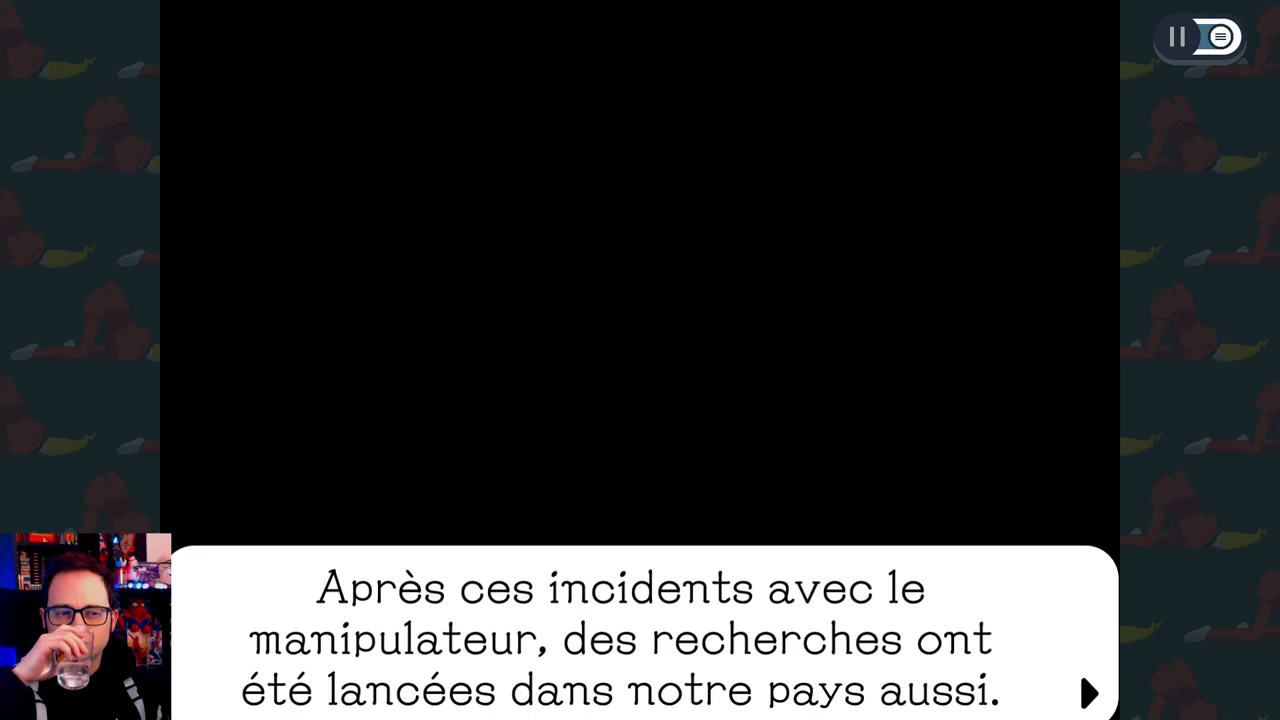 Après ces incidents avec le
manipulateur, des recherches ont
été lancées dans notre pays aussi.